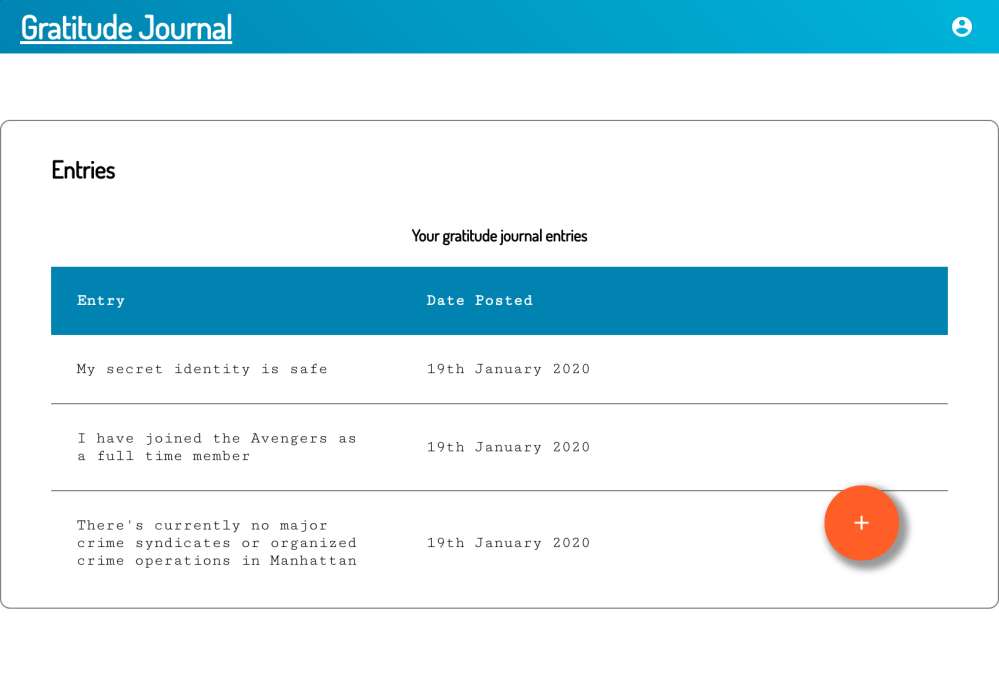 Gratitude Journal
Entries
Your gratitude journal entries
Entry Date Posted
My secret identity is safe 19th January 2020
I have joined the Avengers as
a full time member
19th January 2020
There's currently no major
crime syndicates or organized
crime operations in Manhattan
19th January 2020
+